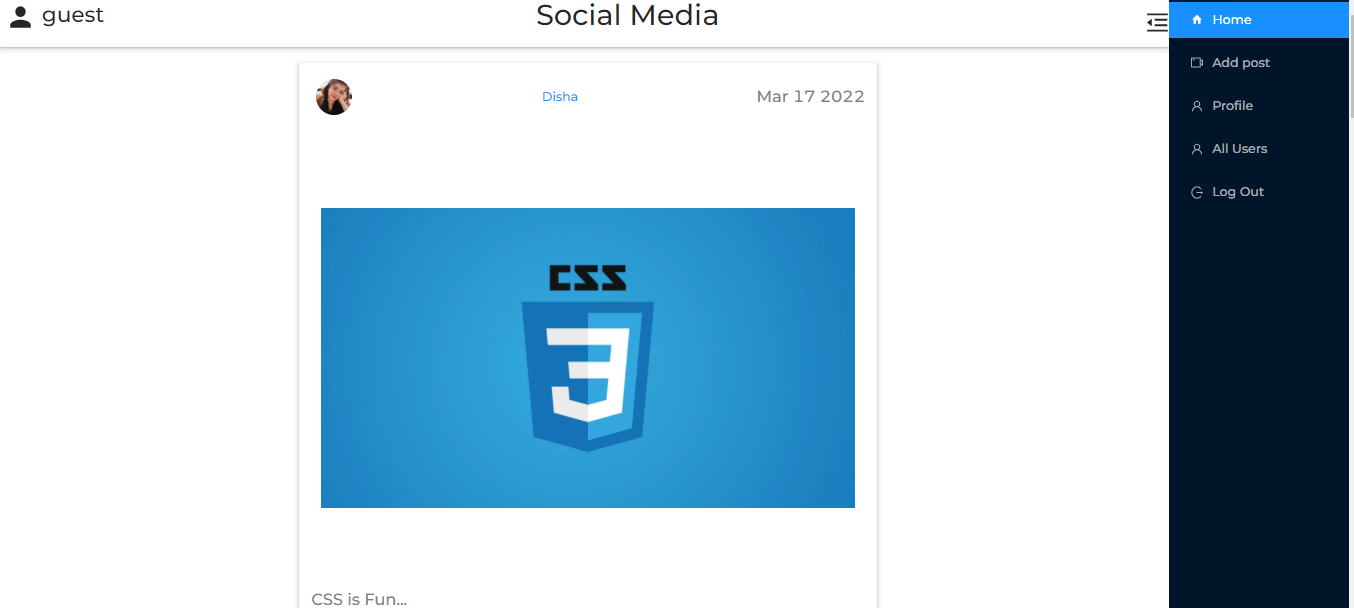 guest
Social Media
Home
Add post
Profile
All Users
Log Out
Disha
Mar 17 2022
CSS
3
CSS is Fun...